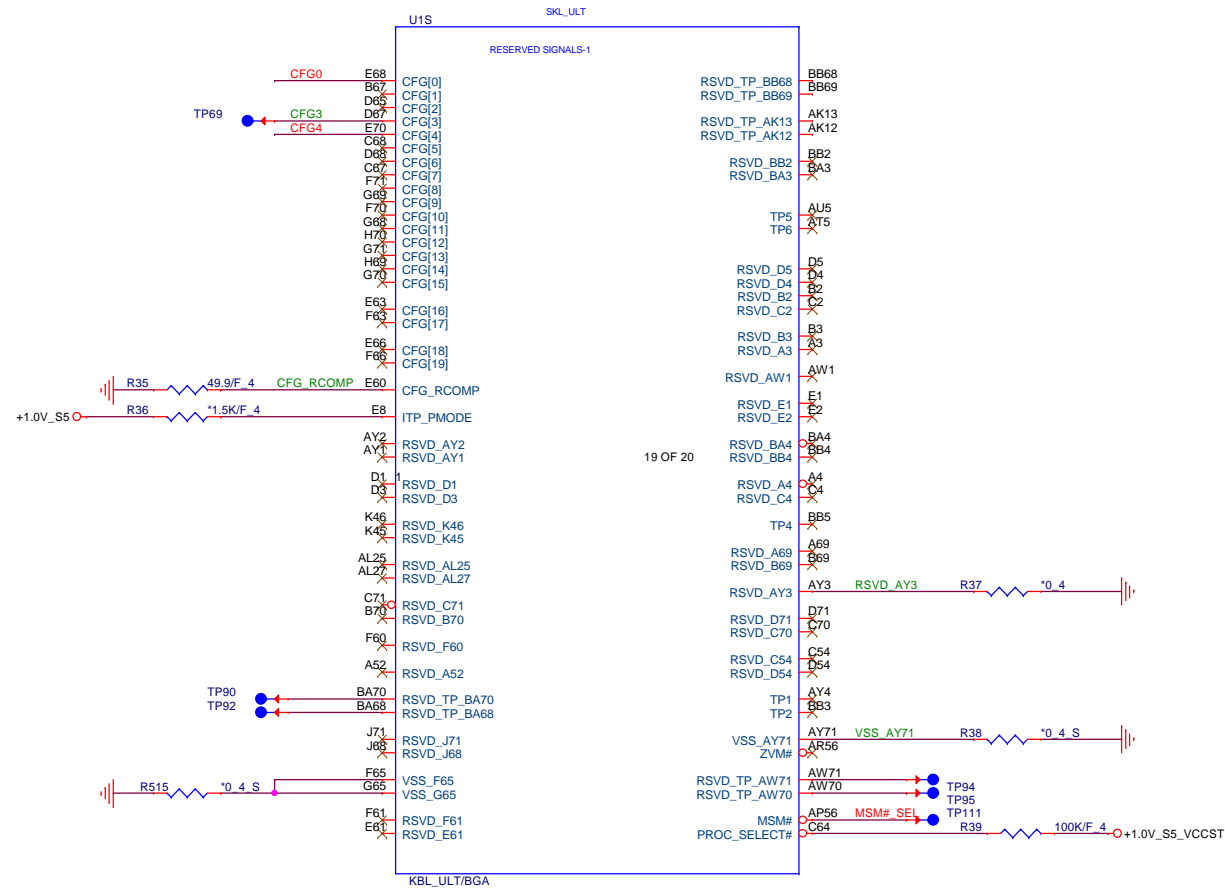 SKL_ULT
U1S
RESERVED SIGNALS-1
CFG0 E68 CFG[0]
B67 CFG[1]
D65 CFG[2]
TP69 CFG3 D67 CFG[3]
CFG4 E70 CFG[4]
C68 CFG[5]
D68 CFG[6]
C67 CFG[7]
F71 CFG[8]
G69 CFG[9]
F70 CFG[10]
G68 CFG[11]
H70 CFG[12]
G71 CFG[13]
H69 CFG[14]
G70 CFG[15]
E63 CFG[16]
F63 CFG[17]
E66 CFG[18]
F66 CFG[19]
R35 49.9/F_4 CFG_RCOMP E60 CFG_RCOMP
+1.0V_S5 R36 *1.5K/F_4 E8 ITP_PMODE
AY2 RSVD_AY2
AY1 RSVD_AY1
D1 1 RSVD_D1
D3 RSVD_D3
K46 RSVD_K46
K45 RSVD_K45
AL25 RSVD_AL25
AL27 RSVD_AL27
C71 RSVD_C71
B70 RSVD_B70
F60 RSVD_F60
A52 RSVD_A52
TP90 BA70 RSVD_TP_BA70
TP92 BA68 RSVD_TP_BA68
J71 RSVD_J71
J68 RSVD_J68
F65 VSS_F65
R515 *0_4_S G65 VSS_G65
F61 RSVD_F61
E61 RSVD_E61
19 OF 20
RSVD_TP_BB68 BB68
RSVD_TP_BB69 BB69
RSVD_TP_AK13 AK13
RSVD_TP_AK12 AK12
RSVD_BB2 BB2
RSVD_BA3 BA3
TP5 AU5
TP6 AT5
RSVD_D5 D5
RSVD_D4 D4
RSVD_B2 B2
RSVD_C2 C2
RSVD_B3 B3
RSVD_A3 A3
RSVD_AW1 AW1
RSVD_E1 E1
RSVD_E2 E2
RSVD_BA4 BA4
RSVD_BB4 BB4
RSVD_A4 A4
RSVD_C4 C4
TP4 BB5
RSVD_A69 A69
RSVD_B69 B69
RSVD_AY3 AY3 RSVD_AY3 R37 *0_4
RSVD_D71 D71
RSVD_C70 C70
RSVD_C54 C54
RSVD_D54 D54
TP1 AY4
TP2 BB3
VSS_AY71 AY71 VSS_AY71 R38 *0_4_S
ZVM# AR56
RSVD_TP_AW71 AW71 TP94
RSVD_TP_AW70 AW70 TP95
MSM# AP56 MSM#_SEL TP111
PROC_SELECT# C64 R39 100K/F_4 +1.0V_S5_VCCST
KBL_ULT/BGA